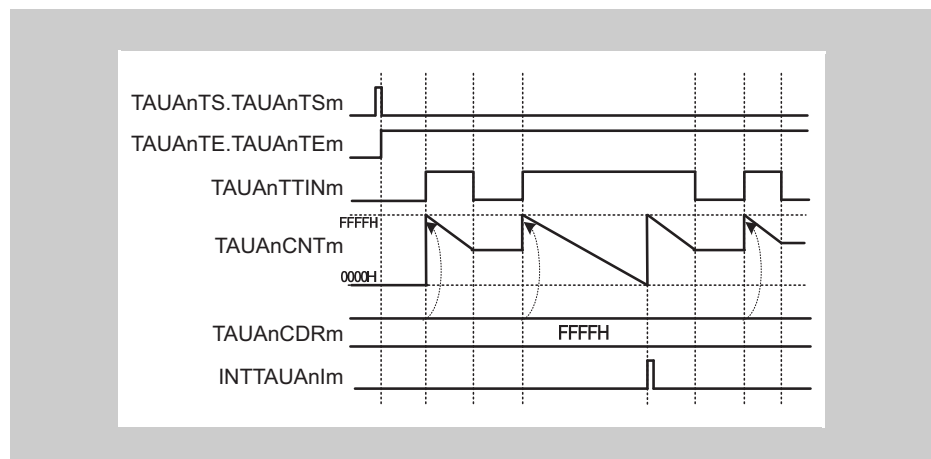 TAUAnTS.TAUAnTSm
TAUAnTE.TAUAnTEm
TAUAnTTINm
FFFFH
TAUAnCNTm
0000H
TAUAnCDRm
FFFFH
INTTAUAnIm